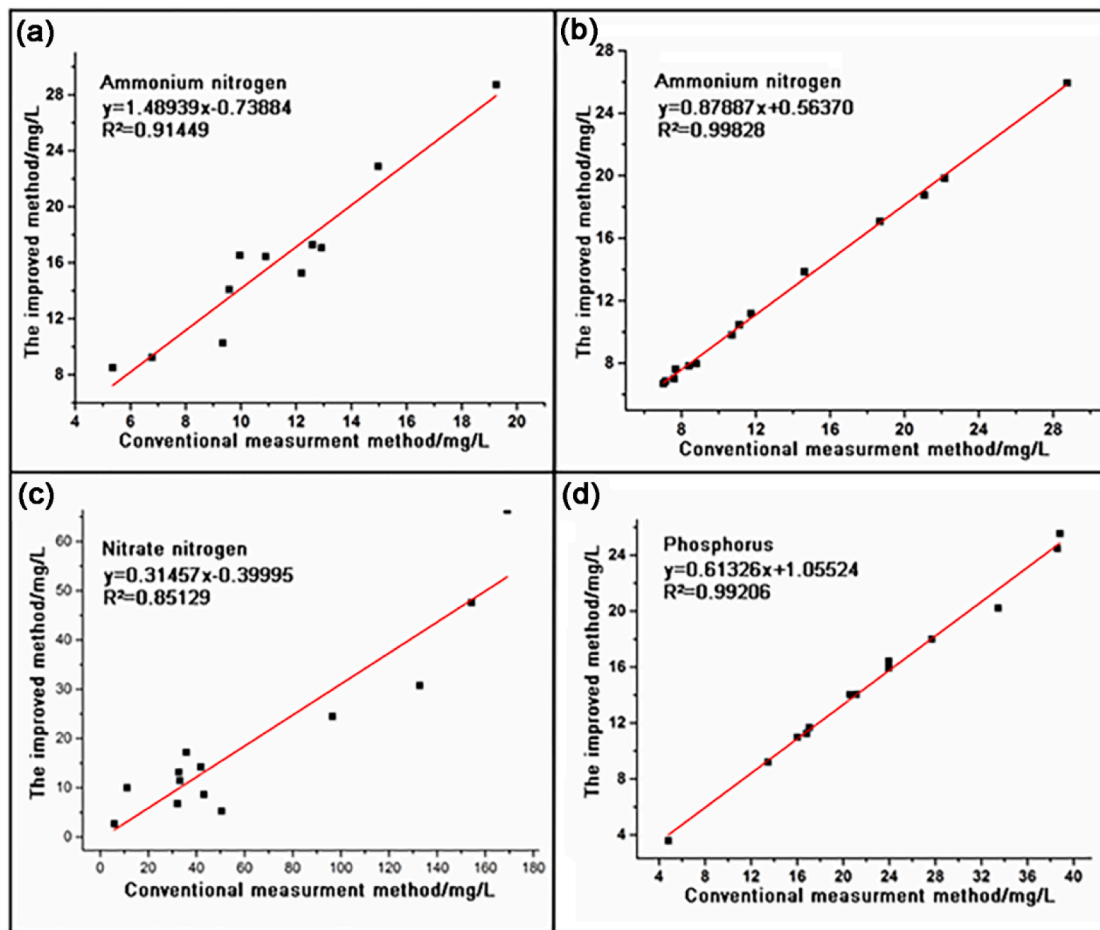 (a)
Ammonium nitrogen
y=1.48939x-0.73884
R²=0.91449
The improved method/mg/L
28
24
20
16
12
8
4 6 8 10 12 14 16 18 20
Conventional measurment method/mg/L
(b)
Ammonium nitrogen
y=0.87887x+0.56370
R²=0.99828
The improved method/mg/L
28
24
20
16
12
8
8 12 16 20 24 28
Conventional measurment method/mg/L
(c)
Nitrate nitrogen
y=0.31457x-0.39995
R²=0.85129
The improved method/mg/L
60
50
40
30
20
10
0
0 20 40 60 80 100 120 140 160 180
Conventional measurment method/mg/L
(d)
Phosphorus
y=0.61326x+1.05524
R²=0.99206
The improved method/mg/L
24
20
16
12
8
4
4 8 12 16 20 24 28 32 36 40
Conventional measurment method/mg/L